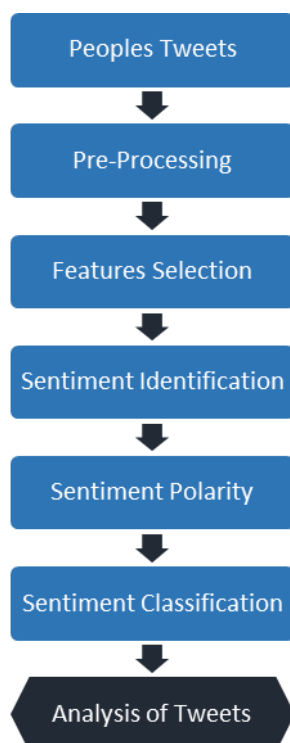 Peoples Tweets
Pre-Processing
Features Selection
Sentiment Identification
Sentiment Polarity
Sentiment Classification
Analysis of Tweets